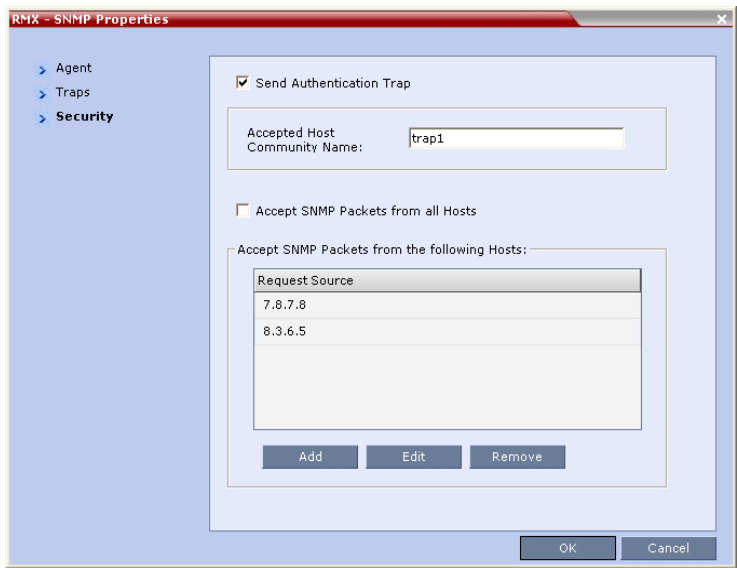 RMX - SNMP Properties
Agent
Traps
Security
Send Authentication Trap
Accepted Host
Community Name:
trap1
Accept SNMP Packets from all Hosts
Accept SNMP Packets from the following Hosts:
Request Source
7.8.7.8
8.3.6.5
Add Edit Remove
OK Cancel